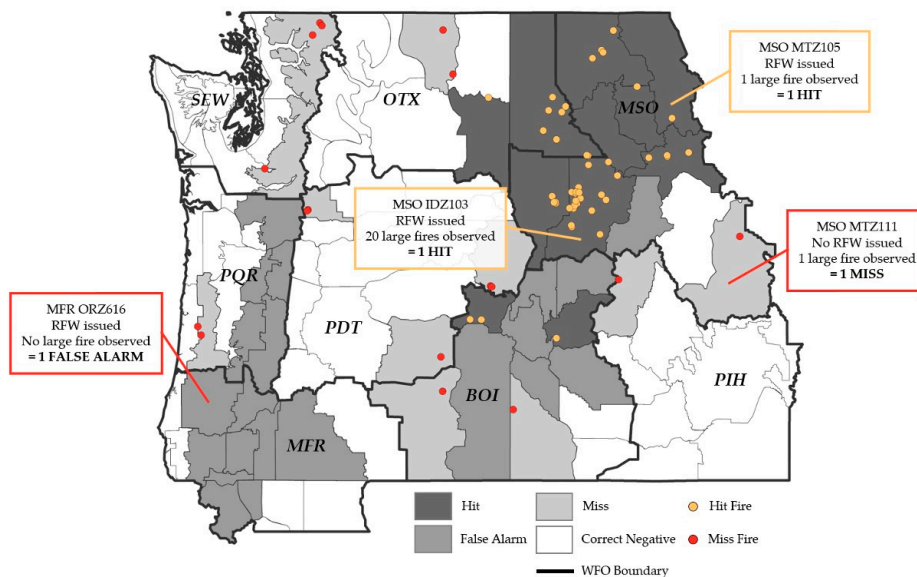 SEW
OTX
MSO
MSO MTZ105
RFW issued
1 large fire observed
= 1 HIT
MSO IDZ103
RFW issued
20 large fires observed
= 1 HIT
MSO MTZ111
No RFW issued
1 large fire observed
= 1 MISS
PQR
MFR ORZ616
RFW issued
No large fire observed
= 1 FALSE ALARM
PDT
BOI
PIH
MFR
Hit
Miss
Hit Fire
False Alarm
Correct Negative
Miss Fire
WFO Boundary